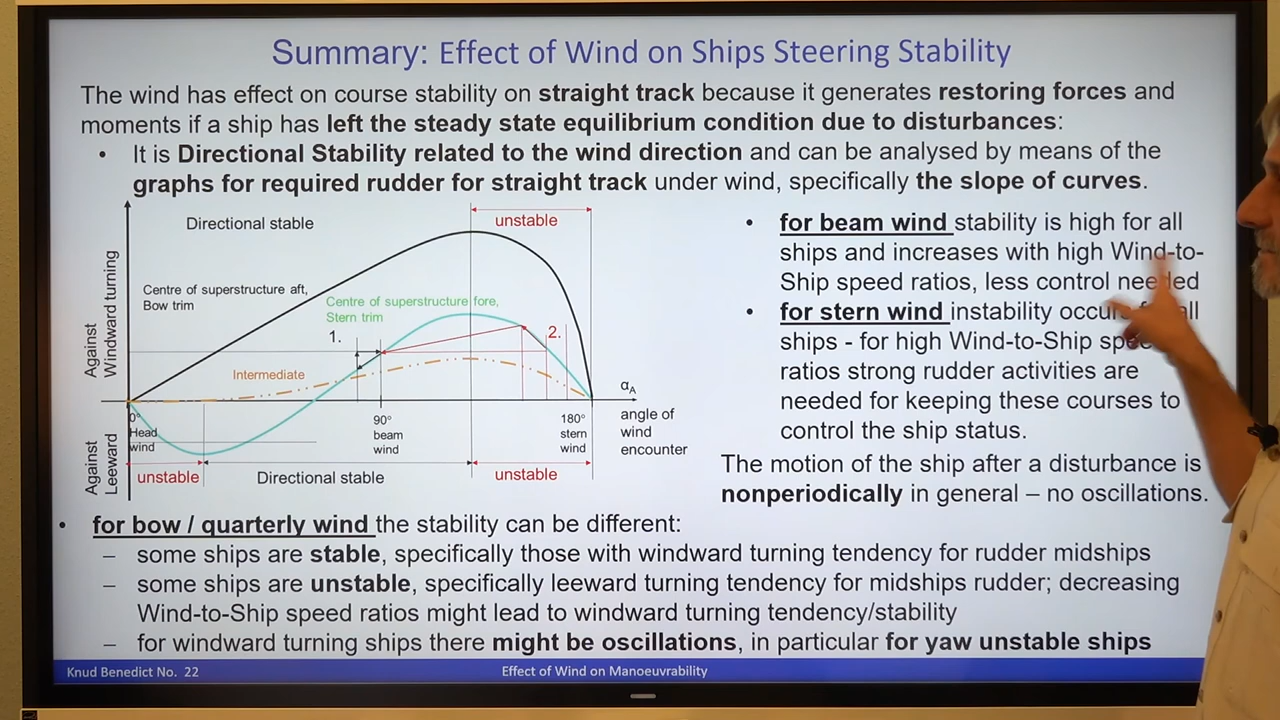 Summary: Effect of Wind on Ships Steering Stability
The wind has effect on course stability on straight track because it generates restoring forces and
moments if a ship has left the steady state equilibrium condition due to disturbances:
• It is Directional Stability related to the wind direction and can be analysed by means of the
graphs for required rudder for straight track under wind, specifically the slope of curves.
Directional stable
unstable
Against
Windward turning
Centre of superstructure aft,
Bow trim
Centre of superstructure fore,
Stern trim
1.
2.
Intermediate
αA
0°
Head
wind
90°
beam
wind
180°
stern
wind
angle of
wind
encounter
Against
Leeward
unstable
Directional stable
unstable
• for beam wind stability is high for all
ships and increases with high Wind-to-
Ship speed ratios, less control needed
• for stern wind instability occurs all
ships - for high Wind-to-Ship
ratios strong rudder activities are
needed for keeping these courses to
control the ship status.
The motion of the ship after a disturbance is
nonperiodically in general – no oscillations.
• for bow / quarterly wind the stability can be different:
– some ships are stable, specifically those with windward turning tendency for rudder midships
– some ships are unstable, specifically leeward turning tendency for midships rudder; decreasing
Wind-to-Ship speed ratios might lead to windward turning tendency/stability
– for windward turning ships there might be oscillations, in particular for yaw unstable ships
Knud Benedict No. 22
Effect of Wind on Manoeuvrability